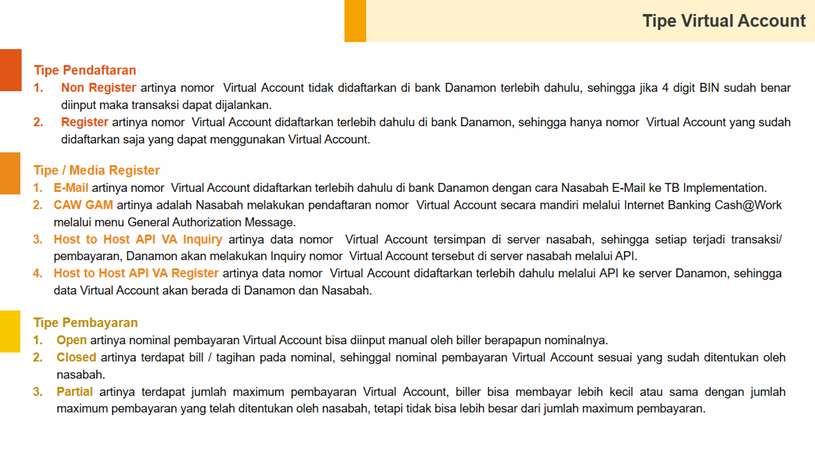 Tipe Virtual Account
Tipe Pendaftaran
1. Non Register artinya nomor Virtual Account tidak didaftarkan di bank Danamon terlebih dahulu, sehingga jika 4 digit BIN sudah benar
diinput maka transaksi dapat dijalankan.
2. Register artinya nomor Virtual Account didaftarkan terlebih dahulu di bank Danamon, sehingga hanya nomor Virtual Account yang sudah
didaftarkan saja yang dapat menggunakan Virtual Account.
Tipe / Media Register
1. E-Mail artinya nomor Virtual Account didaftarkan terlebih dahulu di bank Danamon dengan cara Nasabah E-Mail ke TB Implementation.
2. CAW GAM artinya adalah Nasabah melakukan pendaftaran nomor Virtual Account secara mandiri melalui Internet Banking Cash@Work
melalui menu General Authorization Message.
3. Host to Host API VA Inquiry artinya data nomor Virtual Account tersimpan di server nasabah, sehingga setiap terjadi transaksi/
pembayaran, Danamon akan melakukan Inquiry nomor Virtual Account tersebut di server nasabah melalui API.
4. Host to Host API VA Register artinya data nomor Virtual Account didaftarkan terlebih dahulu melalui API ke server Danamon, sehingga
data Virtual Account akan berada di Danamon dan Nasabah.
Tipe Pembayaran
1. Open artinya nominal pembayaran Virtual Account bisa diinput manual oleh biller berapapun nominalnya.
2. Closed artinya terdapat bill / tagihan pada nominal, sehinggal nominal pembayaran Virtual Account sesuai yang sudah ditentukan oleh
nasabah.
3. Partial artinya terdapat jumlah maximum pembayaran Virtual Account, biller bisa membayar lebih kecil atau sama dengan jumlah
maximum pembayaran yang telah ditentukan oleh nasabah, tetapi tidak bisa lebih besar dari jumlah maximum pembayaran.